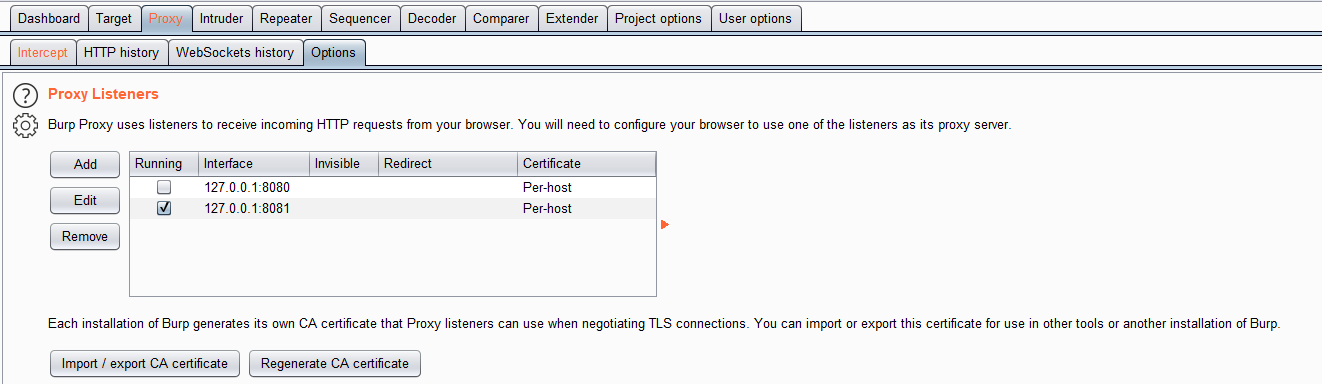 Dashboard Target Proxy Intruder Repeater Sequencer Decoder Comparer Extender Project options User options
Intercept HTTP history WebSockets history Options
? Proxy Listeners
Burp Proxy uses listeners to receive incoming HTTP requests from your browser. You will need to configure your browser to use one of the listeners as its proxy server.
Add Running Interface Invisible Redirect Certificate
127.0.0.1:8080 Per-host
Edit 127.0.0.1:8081 Per-host
Remove
Each installation of Burp generates its own CA certificate that Proxy listeners can use when negotiating TLS connections. You can import or export this certificate for use in other tools or another installation of Burp.
Import / export CA certificate Regenerate CA certificate